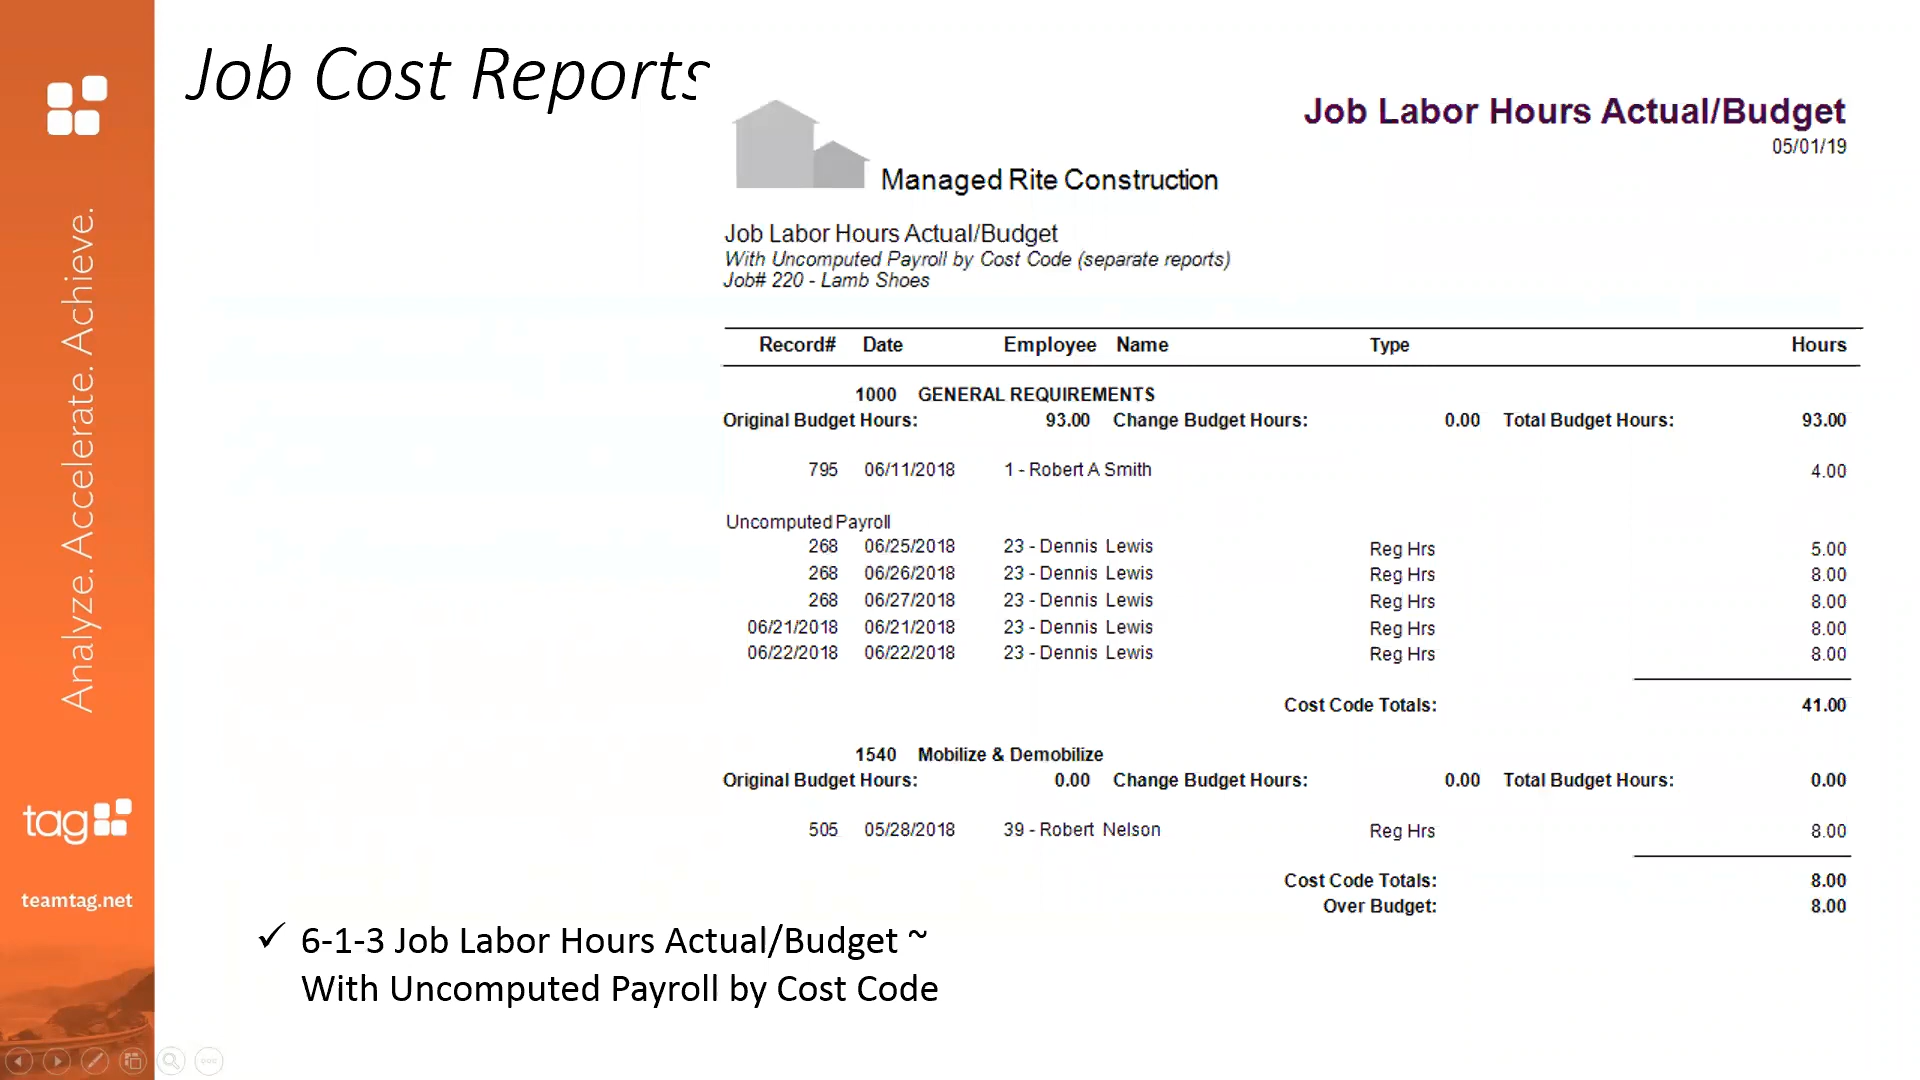 Job Cost Reports
Analyze. Accelerate. Achieve.
tag
teamtag.net
Job Labor Hours Actual/Budget
05/01/19
Managed Rite Construction
Job Labor Hours Actual/Budget
With Uncomputed Payroll by Cost Code (separate reports)
Job# 220 - Lamb Shoes
Record# Date Employee Name Type Hours
1000 GENERAL REQUIREMENTS
Original Budget Hours: 93.00 Change Budget Hours: 0.00 Total Budget Hours: 93.00
795 06/11/2018 1 - Robert A Smith 4.00
Uncomputed Payroll
268 06/25/2018 23 - Dennis Lewis Reg Hrs 5.00
268 06/26/2018 23 - Dennis Lewis Reg Hrs 8.00
268 06/27/2018 23 - Dennis Lewis Reg Hrs 8.00
06/21/2018 06/21/2018 23 - Dennis Lewis Reg Hrs 8.00
06/22/2018 06/22/2018 23 - Dennis Lewis Reg Hrs 8.00
Cost Code Totals: 41.00
1540 Mobilize & Demobilize
Original Budget Hours: 0.00 Change Budget Hours: 0.00 Total Budget Hours: 0.00
505 05/28/2018 39 - Robert Nelson Reg Hrs 8.00
Cost Code Totals: 8.00
Over Budget: 8.00
✓ 6-1-3 Job Labor Hours Actual/Budget ~
With Uncomputed Payroll by Cost Code